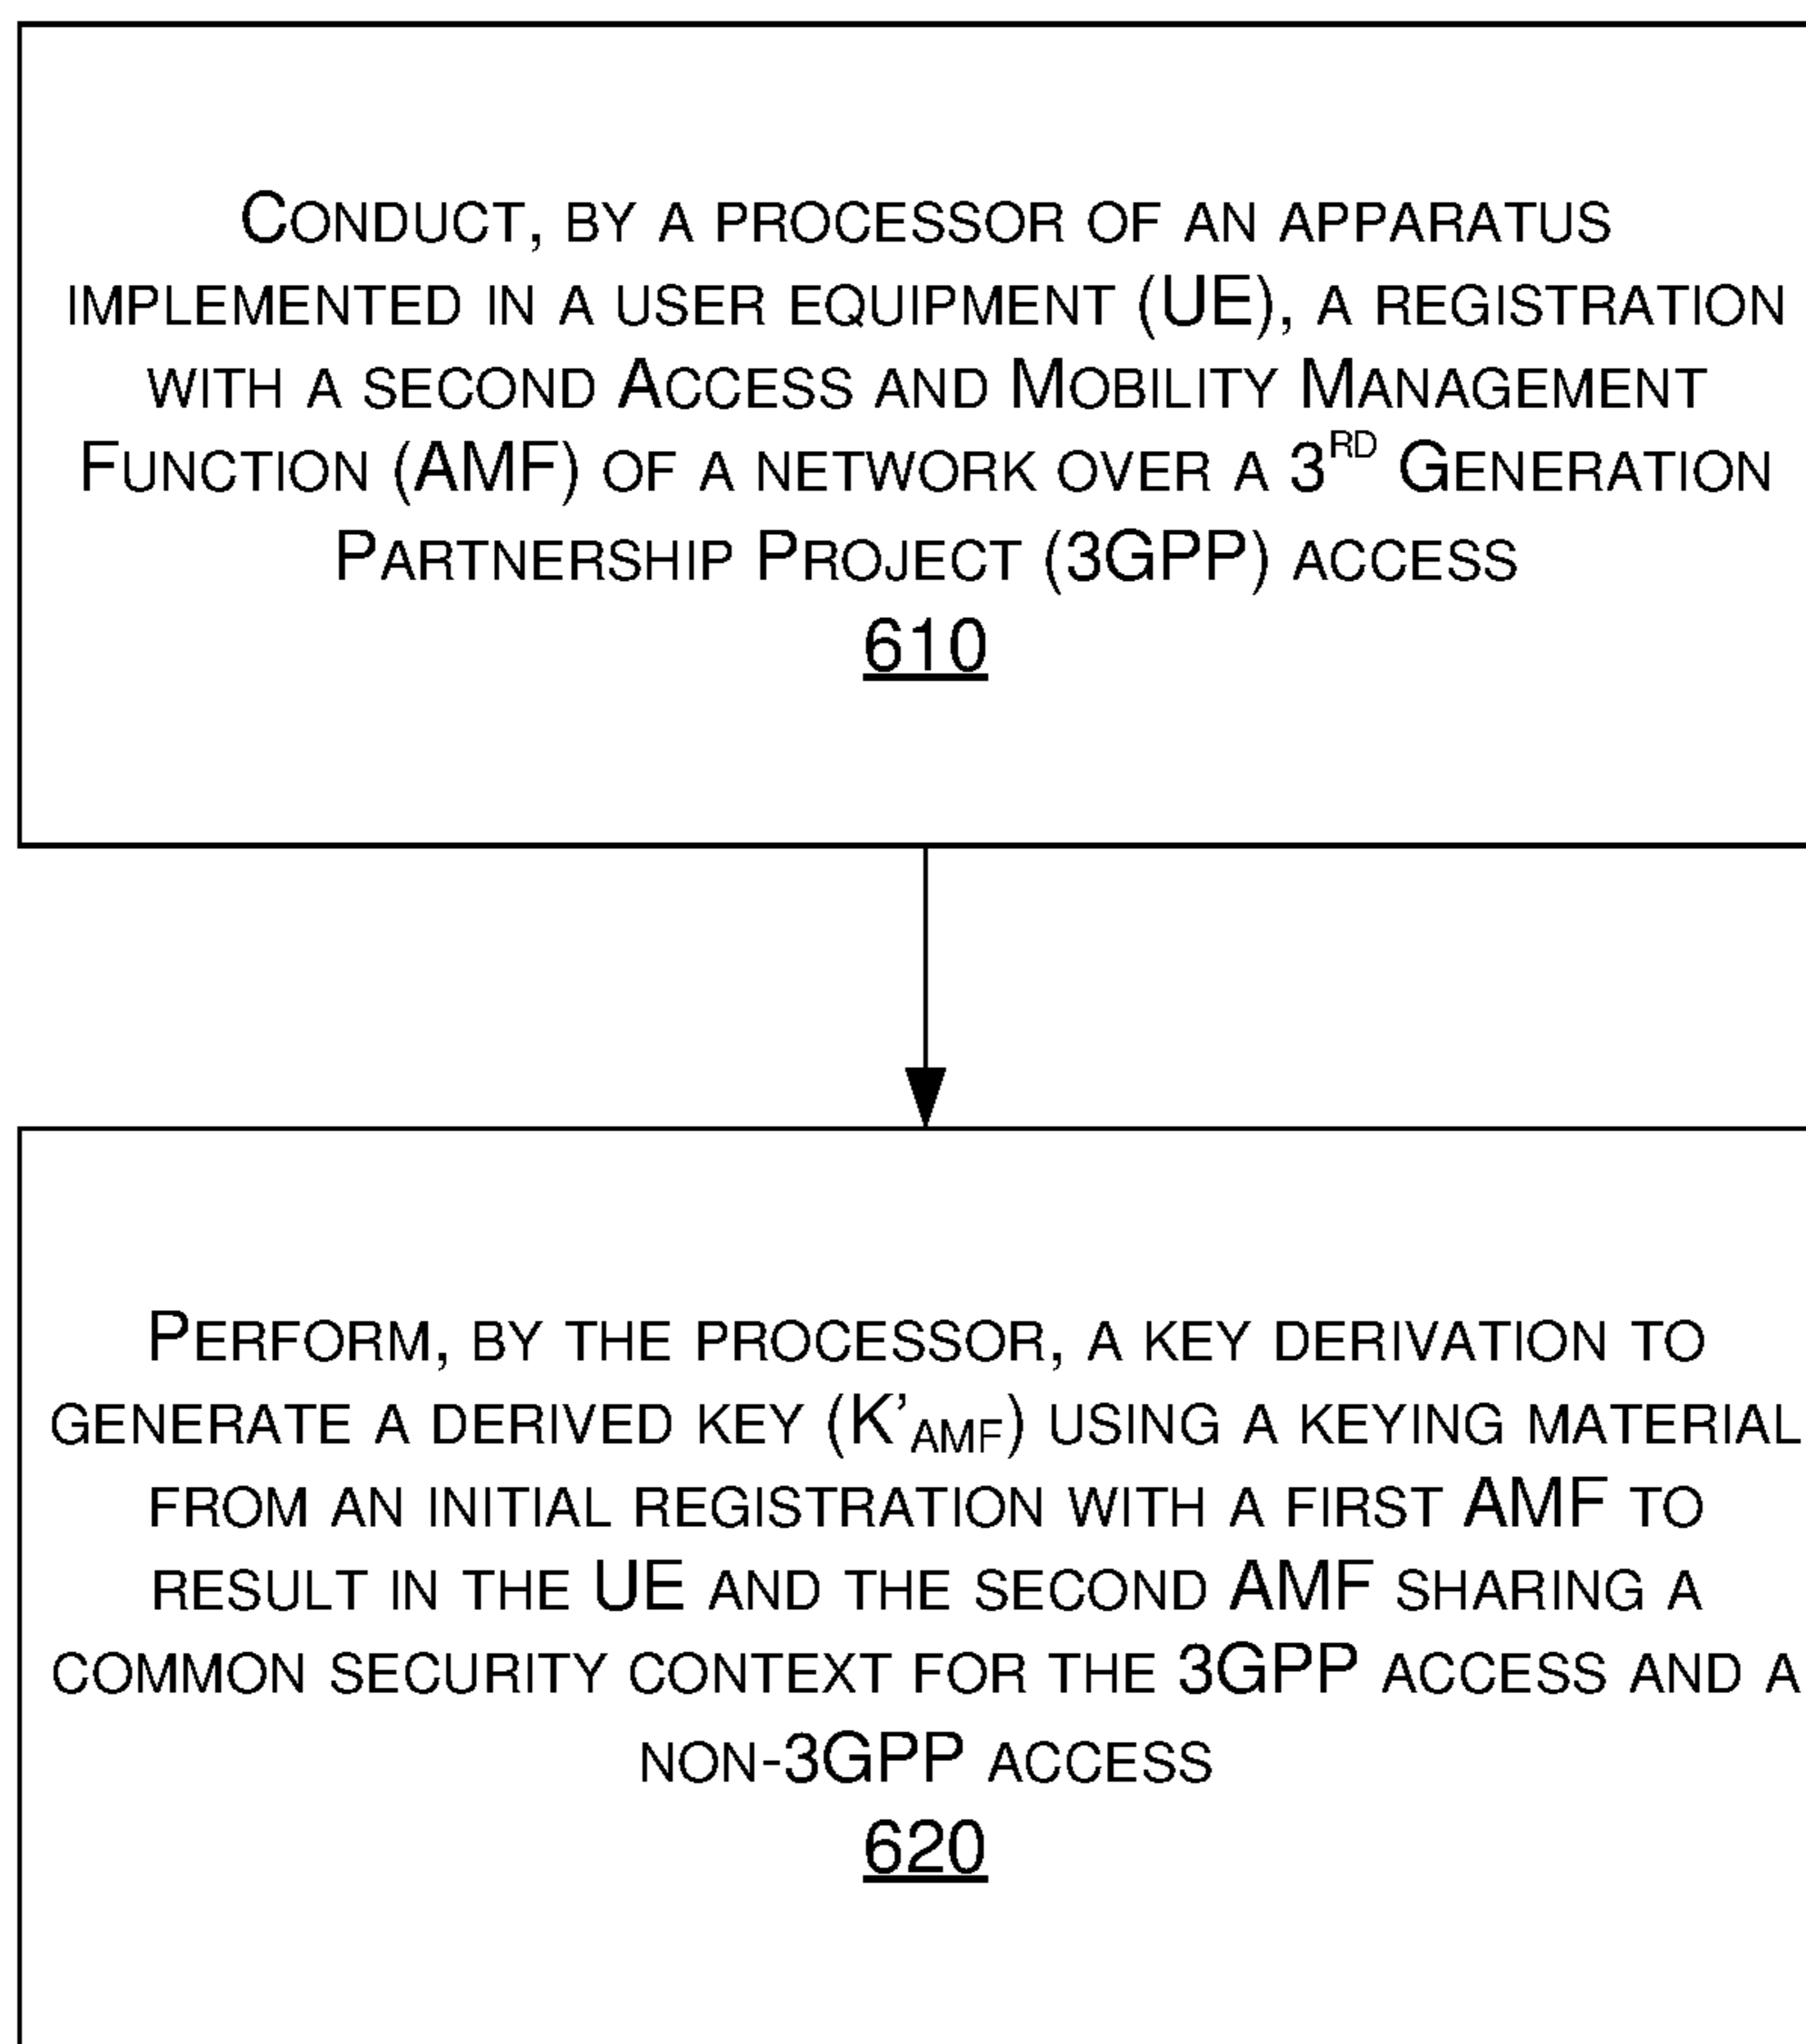 CONDUCT, BY A PROCESSOR OF AN APPARATUS
IMPLEMENTED IN A USER EQUIPMENT (UE), A REGISTRATION
WITH A SECOND ACCESS AND MOBILITY MANAGEMENT
FUNCTION (AMF) OF A NETWORK OVER A 3RD GENERATION
PARTNERSHIP PROJECT (3GPP) ACCESS
610
PERFORM, BY THE PROCESSOR, A KEY DERIVATION TO
GENERATE A DERIVED KEY (K'AMF) USING A KEYING MATERIAL
FROM AN INITIAL REGISTRATION WITH A FIRST AMF TO
RESULT IN THE UE AND THE SECOND AMF SHARING A
COMMON SECURITY CONTEXT FOR THE 3GPP ACCESS AND A
NON-3GPP ACCESS
620